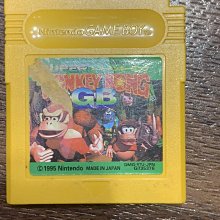 Nintendo GAME BOY
DONKEY KONG
GB
© 1995 Nintendo
MADE IN JAPAN